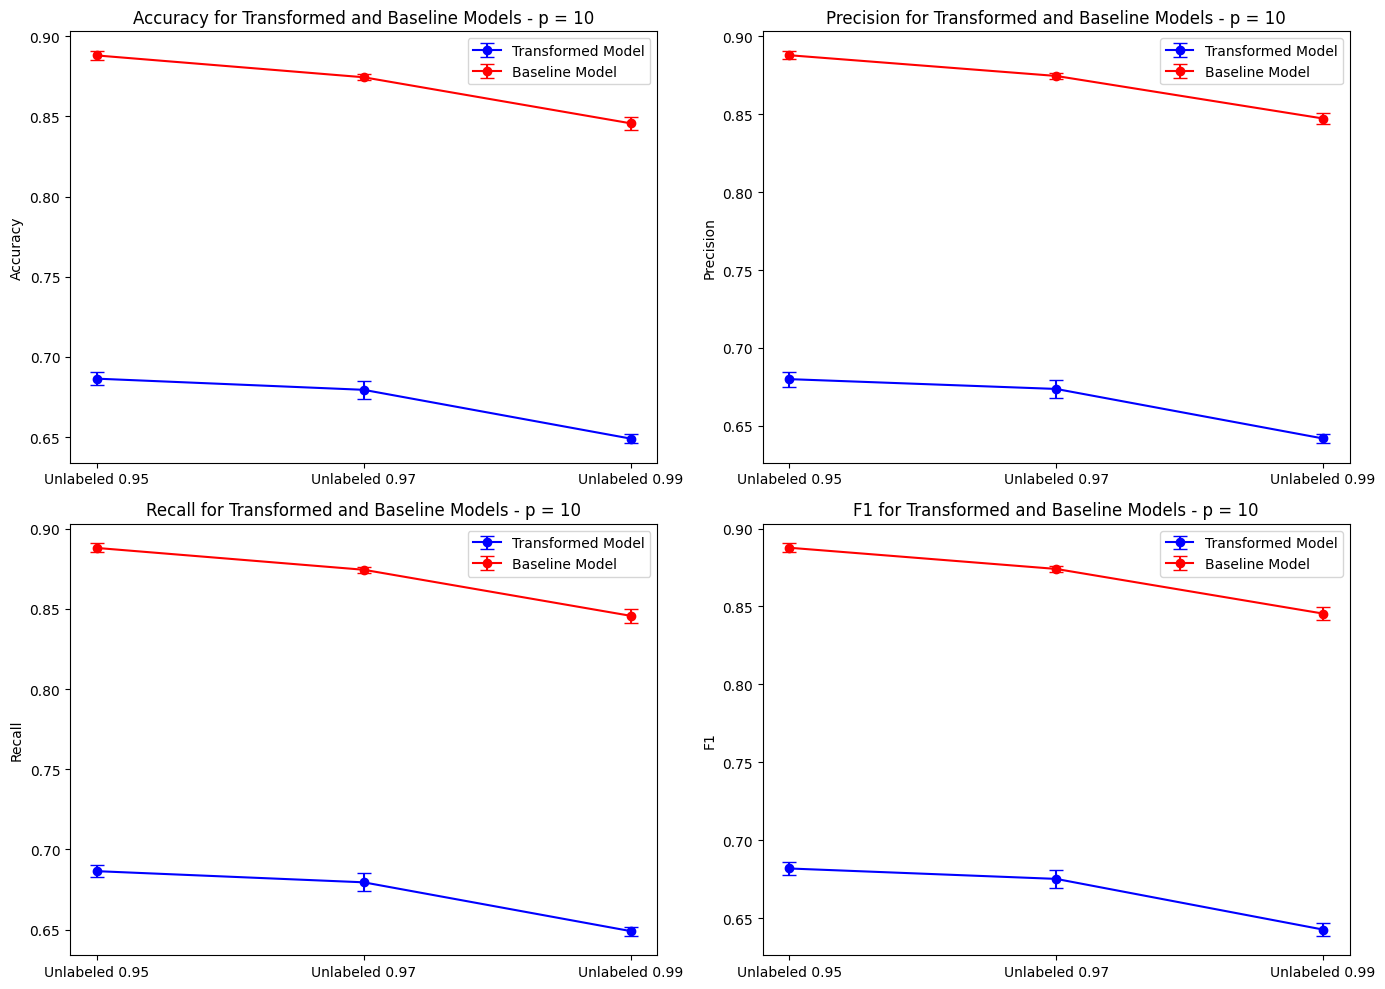 Accuracy for Transformed and Baseline Models - p = 10
Transformed Model
Baseline Model
Accuracy
0.90
0.85
0.80
0.75
0.70
0.65
Unlabeled 0.95
Unlabeled 0.97
Unlabeled 0.99
Precision for Transformed and Baseline Models - p = 10
Transformed Model
Baseline Model
Precision
0.90
0.85
0.80
0.75
0.70
0.65
Unlabeled 0.95
Unlabeled 0.97
Unlabeled 0.99
Recall for Transformed and Baseline Models - p = 10
Transformed Model
Baseline Model
Recall
0.90
0.85
0.80
0.75
0.70
0.65
Unlabeled 0.95
Unlabeled 0.97
Unlabeled 0.99
F1 for Transformed and Baseline Models - p = 10
Transformed Model
Baseline Model
F1
0.90
0.85
0.80
0.75
0.70
0.65
Unlabeled 0.95
Unlabeled 0.97
Unlabeled 0.99